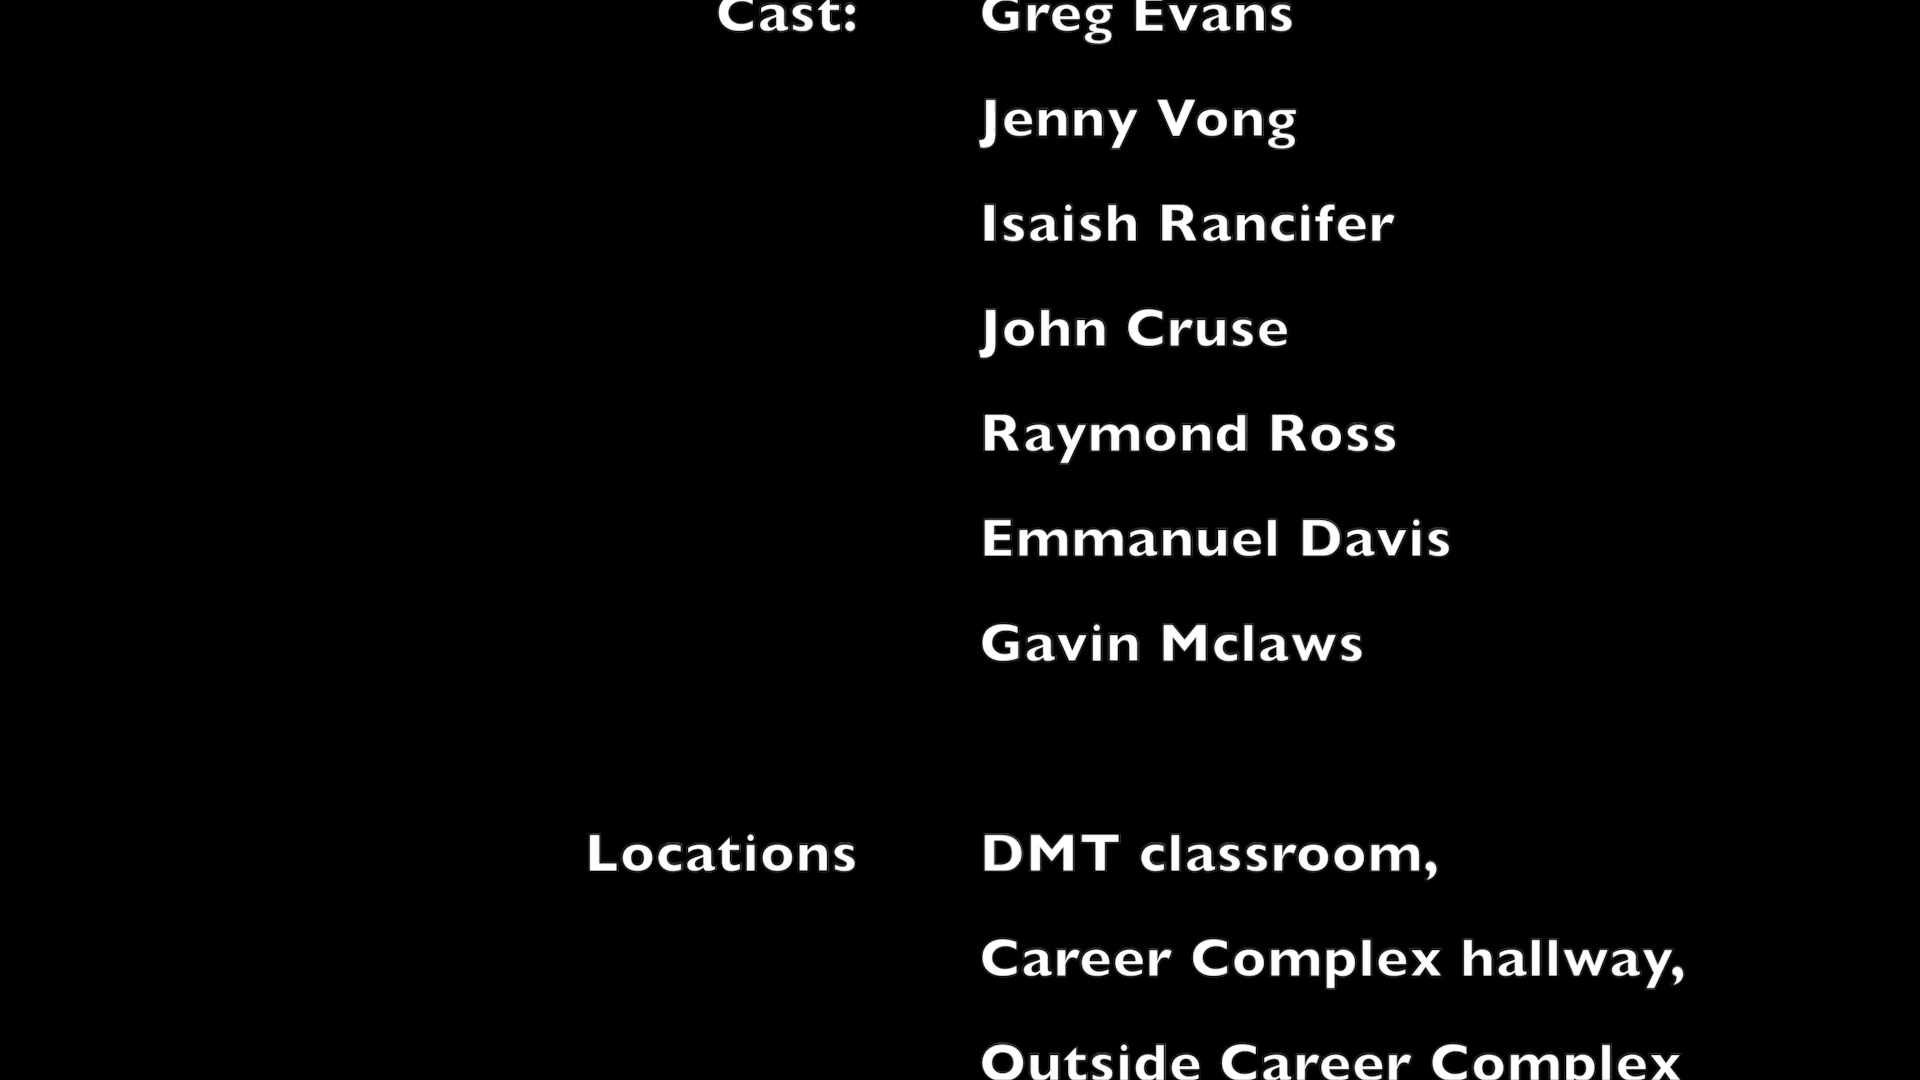 Cast: Greg Evans
Jenny Vong
Isaish Rancifer
John Cruse
Raymond Ross
Emmanuel Davis
Gavin Mclaws
Locations DMT classroom,
Career Complex hallway,
Outside Career Complex